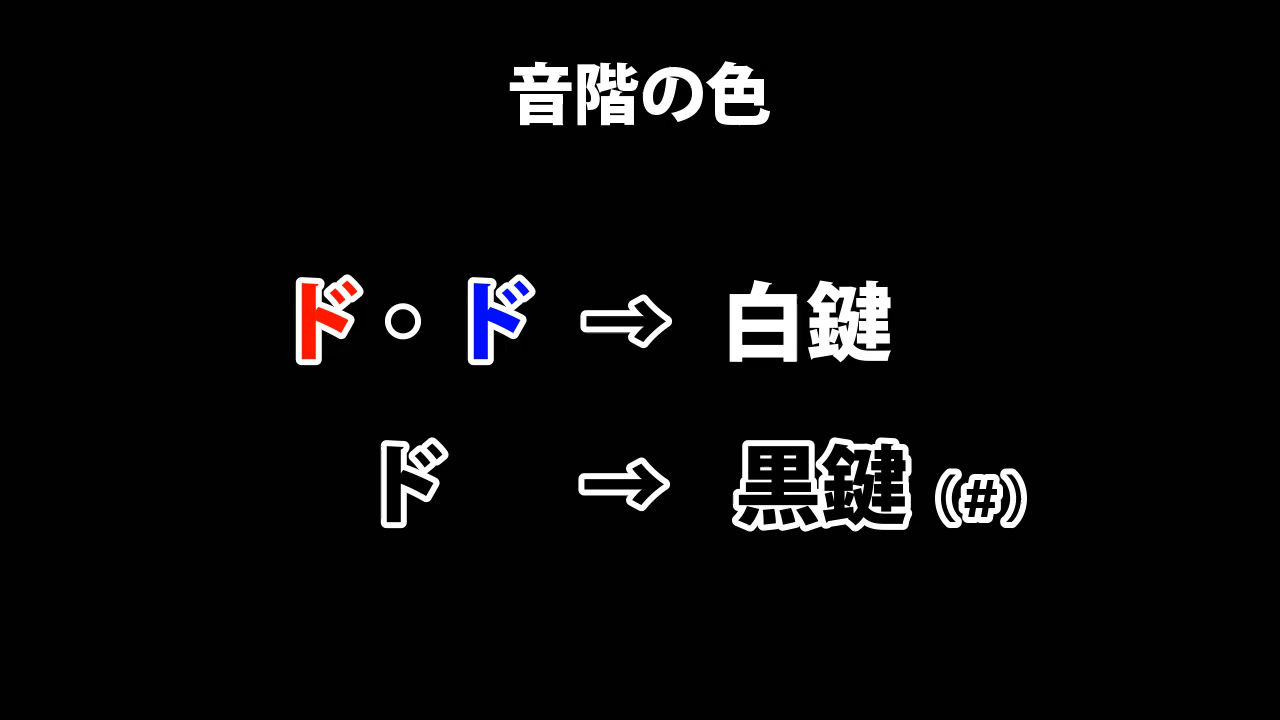 音階の色
ド・ド ⇨ 白鍵
ド ⇨ 黒鍵(#)